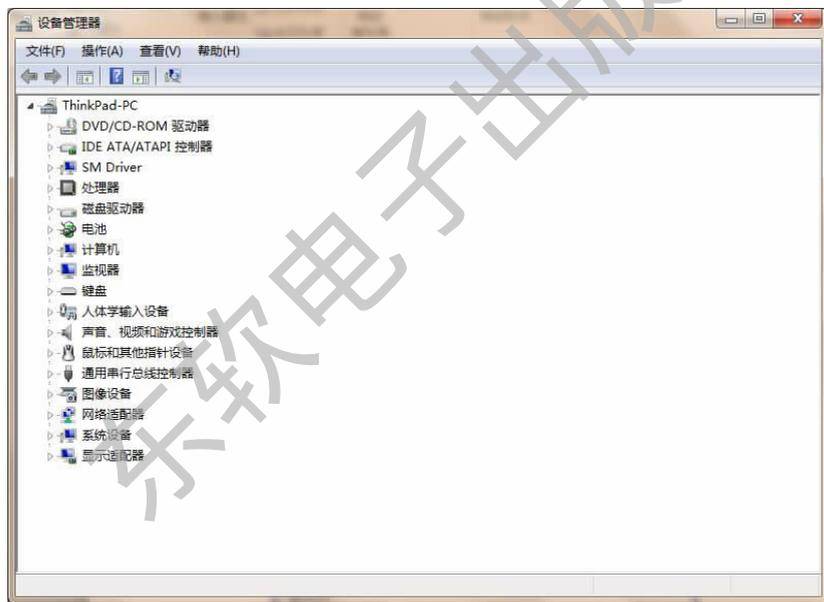 设备管理器
文件(F) 操作(A) 查看(V) 帮助(H)
ThinkPad-PC
DVD/CD-ROM 驱动器
IDE ATA/ATAPI 控制器
SM Driver
处理器
磁盘驱动器
电池
计算机
监视器
键盘
人体学输入设备
声音、视频和游戏控制器
鼠标和其他指针设备
通用串行总线控制器
图像设备
网络适配器
系统设备
显示适配器
东软电子出版